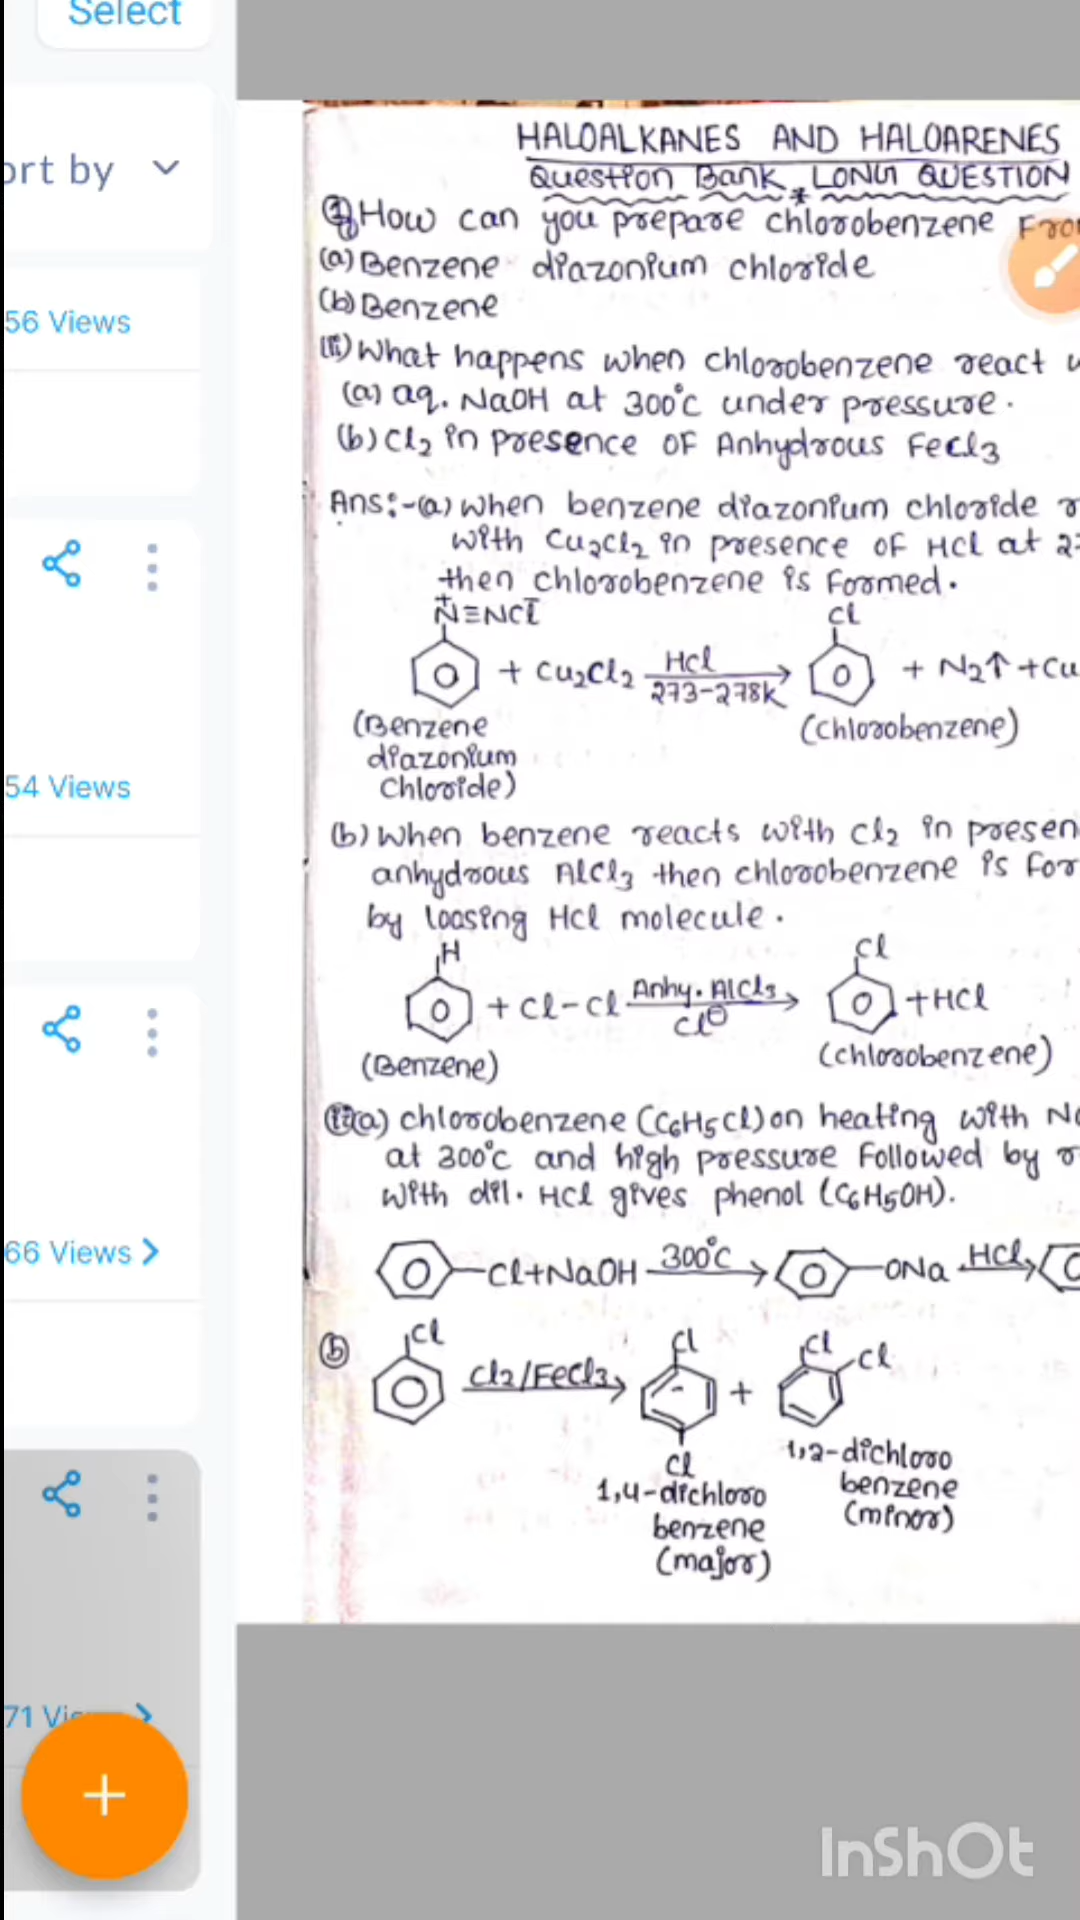 Select
ort by
56 Views
54 Views
66 Views
71
HALOALKANES AND HALOARENES
Question Bank * LONG QUESTION
① How can you prepare chlorobenzene
(a) Benzene diazonium chloride
(b) Benzene
(ii) What happens when chlorobenzene react
(a) aq. NaOH at 300°C under pressure.
(b) Cl2 in presence OF Anhydrous FeCl3
Ans:-(a) When benzene diazonium chloride
with Cu2Cl2 in presence OF HCl at
then chlorobenzene is Formed.
N+≡NCl-
Cl
+ Cu2Cl2 HCl + N2↑ + Cu
273-278K
(Benzene (chlorobenzene)
diazonium
Chloride)
(b) When benzene reacts with Cl2 in
anhydrous AlCl3 then chlorobenzene is
by loosing HCl molecule.
H Cl
+ Cl-Cl Anhy. AlCl3 + HCl
Cl⊖
(Benzene) (chlorobenzene)
(ii)(a) chlorobenzene (C6H5Cl) on heating with
at 300°C and high pressure Followed by
with dil. HCl gives phenol (C6H5OH).
-Cl+NaOH 300°C -ONa HCl
ⓑ Cl Cl2/FeCl3 Cl + Cl Cl
Cl
1,4-dichloro
benzene
(major)
1,2-dichloro
benzene
(minor)
InShOt